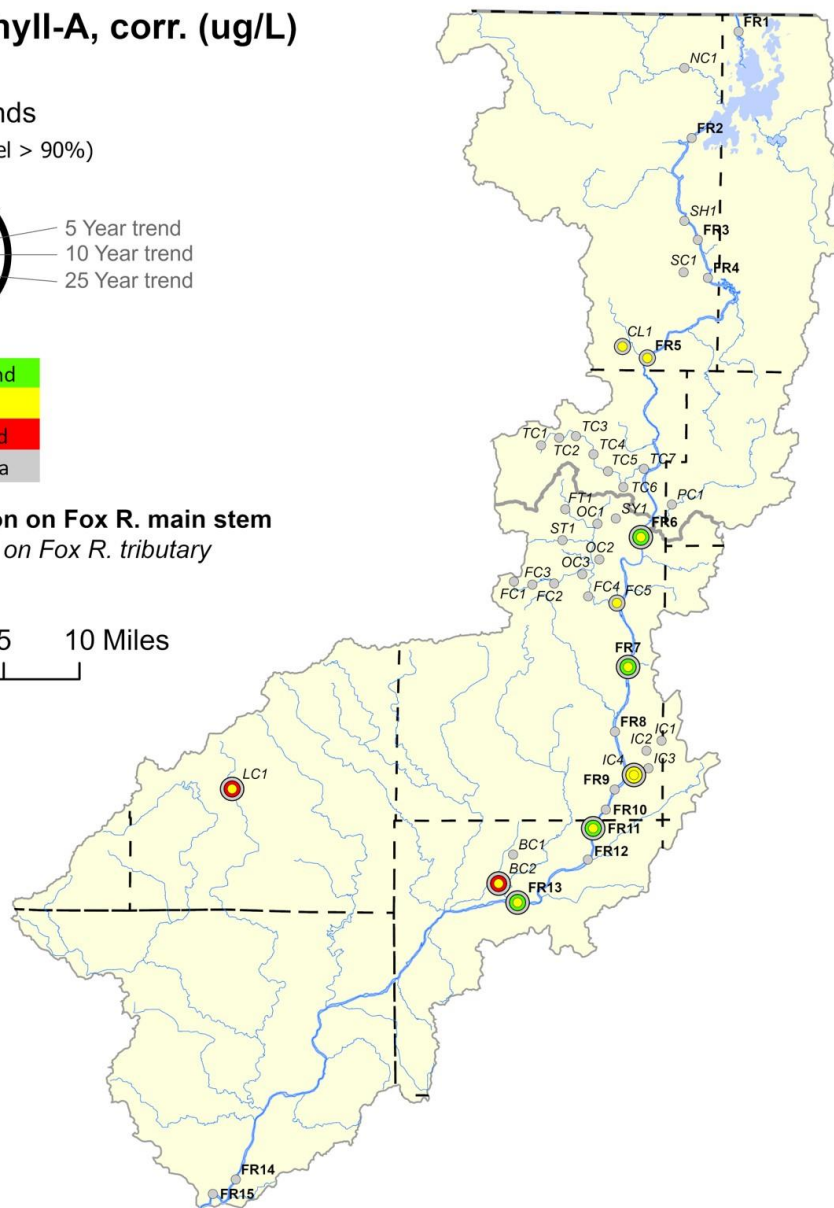 nyll-A, corr. (ug/L)
nds
el > 90%)
5 Year trend
10 Year trend
25 Year trend
nd
d
a
on on Fox R. main stem
on Fox R. tributary
5 10 Miles
FR1
NC1
FR2
SH1
FR3
SC1
FR4
CL1
FR5
TC1
TC2
TC3
TC4
TC5
TC7
TC6
PC1
FT1
OC1
SY1
FR6
ST1
OC2
OC3
FC3
FC1
FC2
FC4
FC5
FR7
FR8
IC1
IC2
IC3
IC4
FR9
FR10
FR11
FR12
LC1
BC1
BC2
FR13
FR14
FR15